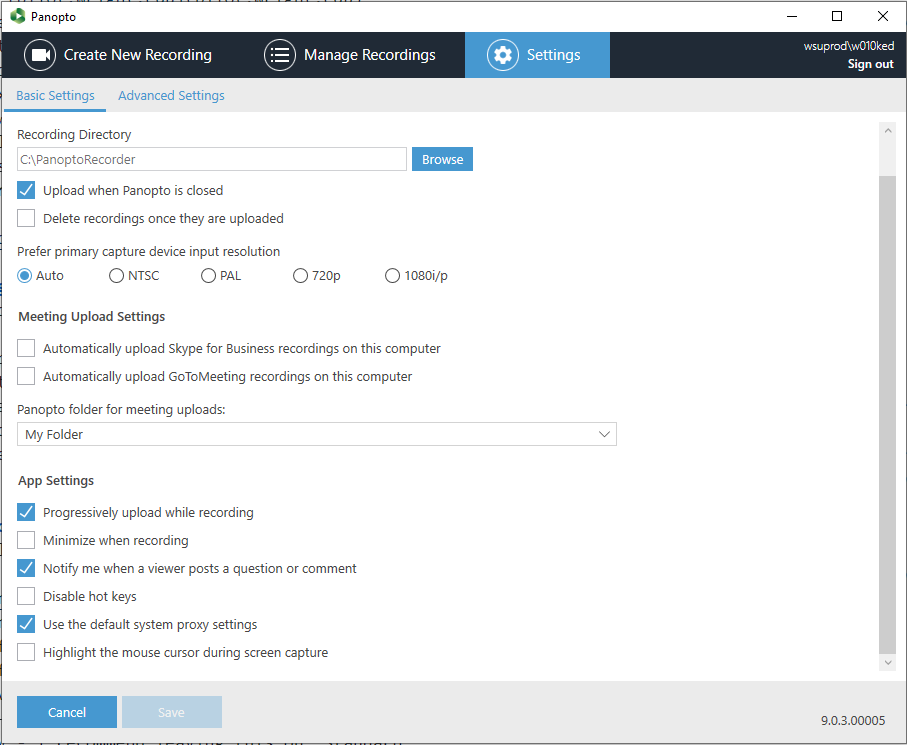 Panopto
Create New Recording
Manage Recordings
Settings
wsuprod\w010ked
Sign out
Basic Settings
Advanced Settings
Recording Directory
C:\PanoptoRecorder
Browse
Upload when Panopto is closed
Delete recordings once they are uploaded
Prefer primary capture device input resolution
Auto
NTSC
PAL
720p
1080i/p
Meeting Upload Settings
Automatically upload Skype for Business recordings on this computer
Automatically upload GoToMeeting recordings on this computer
Panopto folder for meeting uploads:
My Folder
App Settings
Progressively upload while recording
Minimize when recording
Notify me when a viewer posts a question or comment
Disable hot keys
Use the default system proxy settings
Highlight the mouse cursor during screen capture
Cancel
Save
9.0.3.00005